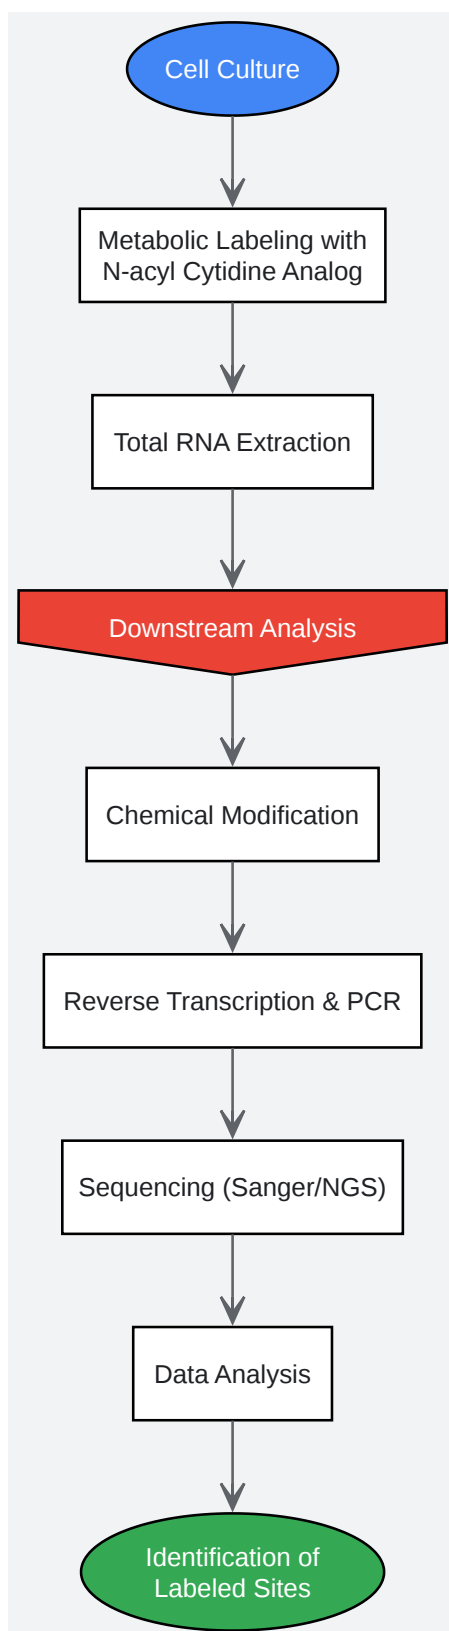 Cell Culture
Metabolic Labeling with
N-acyl Cytidine Analog
Total RNA Extraction
Downstream Analysis
Chemical Modification
Reverse Transcription & PCR
Sequencing (Sanger/NGS)
Data Analysis
Identification of
Labeled Sites